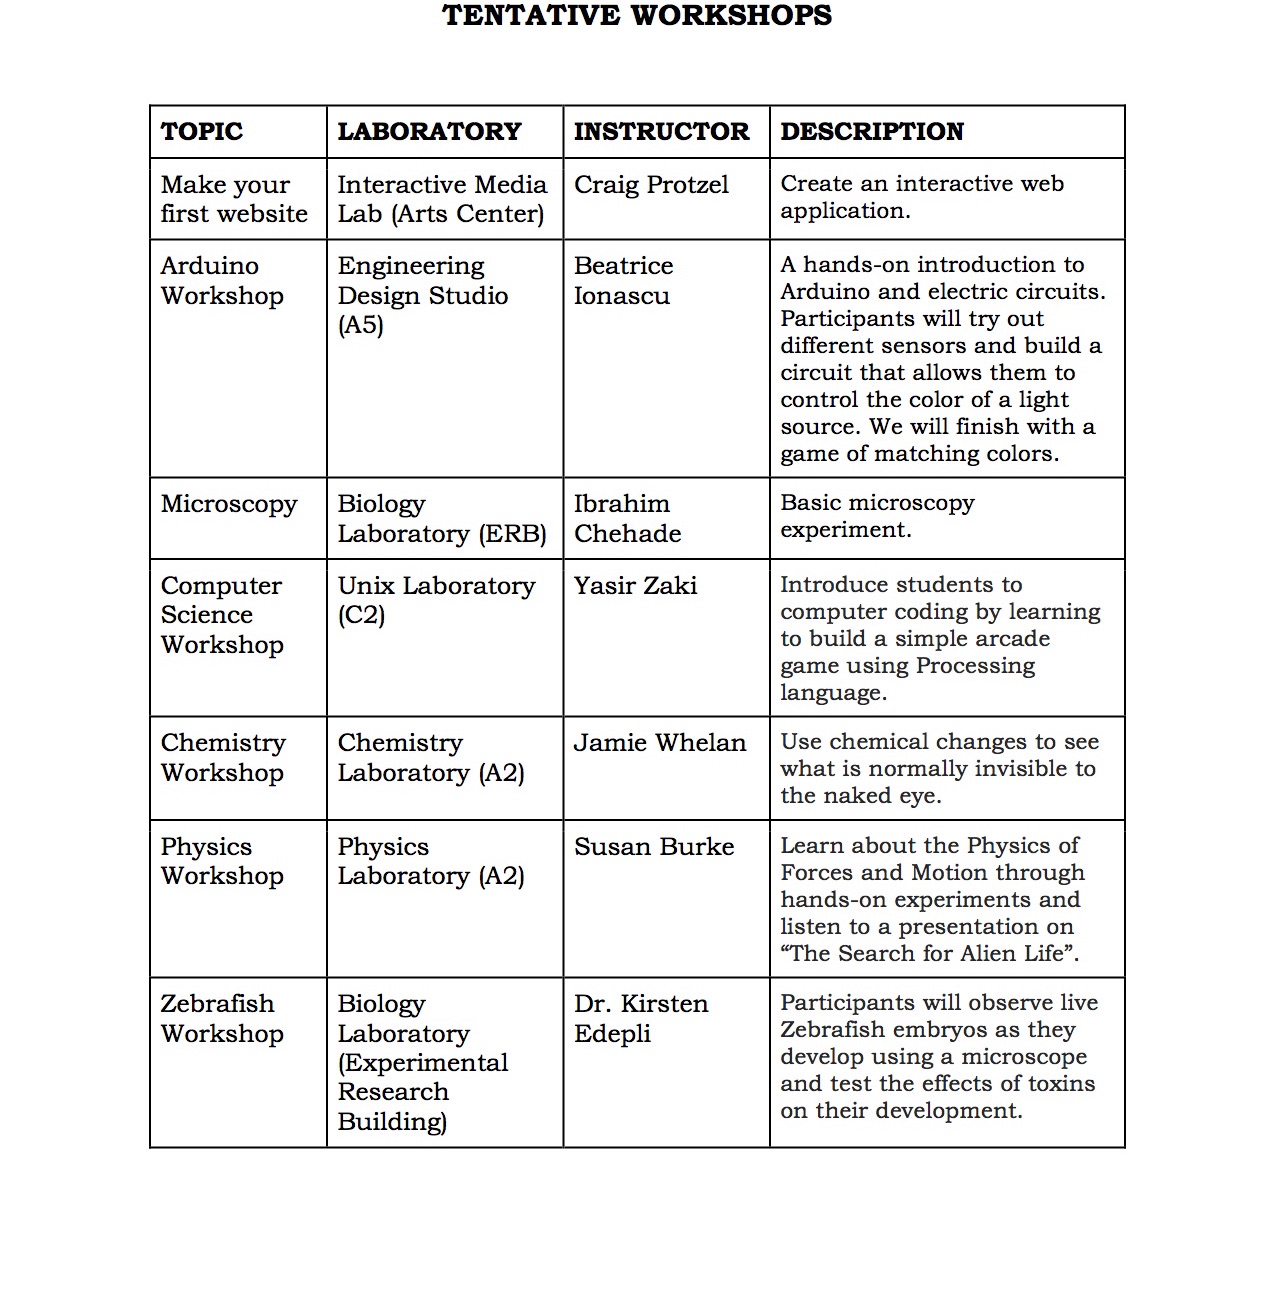 TENTATIVE WORKSHOPS
TOPIC
LABORATORY
INSTRUCTOR
DESCRIPTION
Make your
first website
Interactive Media
Lab (Arts Center)
Craig Protzel
Create an interactive web
application.
Arduino
Workshop
Engineering
Design Studio
(A5)
Beatrice
Ionascu
A hands-on introduction to
Arduino and electric circuits.
Participants will try out
different sensors and build a
circuit that allows them to
control the color of a light
source. We will finish with a
game of matching colors.
Microscopy
Biology
Laboratory (ERB)
Ibrahim
Chehade
Basic microscopy
experiment.
Computer
Science
Workshop
Unix Laboratory
(C2)
Yasir Zaki
Introduce students to
computer coding by learning
to build a simple arcade
game using Processing
language.
Chemistry
Workshop
Chemistry
Laboratory (A2)
Jamie Whelan
Use chemical changes to see
what is normally invisible to
the naked eye.
Physics
Workshop
Physics
Laboratory (A2)
Susan Burke
Learn about the Physics of
Forces and Motion through
hands-on experiments and
listen to a presentation on
“The Search for Alien Life”.
Zebrafish
Workshop
Biology
Laboratory
(Experimental
Research
Building)
Dr. Kirsten
Edepli
Participants will observe live
Zebrafish embryos as they
develop using a microscope
and test the effects of toxins
on their development.